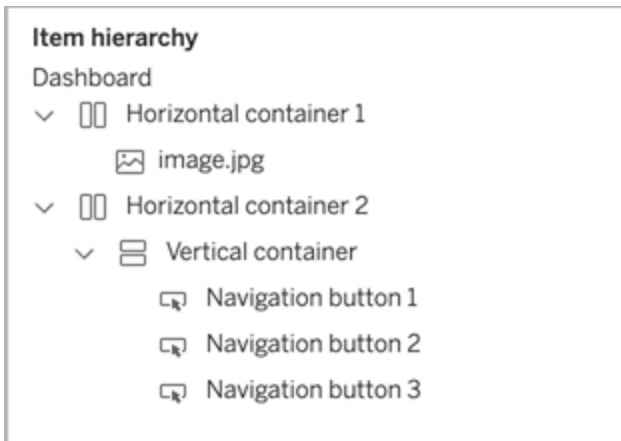 Item hierarchy
Dashboard
Horizontal container 1
image.jpg
Horizontal container 2
Vertical container
Navigation button 1
Navigation button 2
Navigation button 3